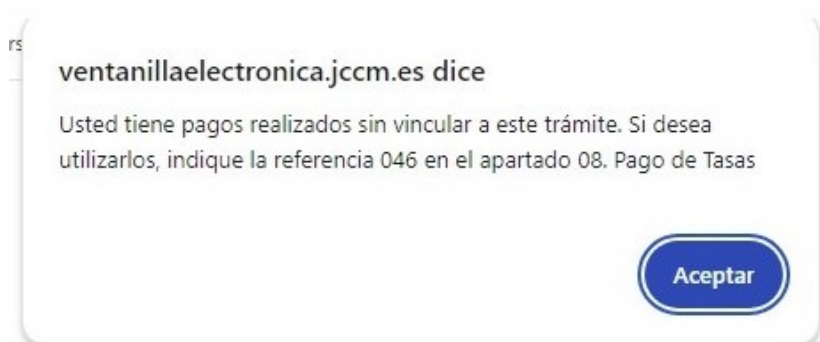 rs
ventanillaelectronica.jccm.es dice
Usted tiene pagos realizados sin vincular a este trámite. Si desea
utilizarlos, indique la referencia 046 en el apartado 08. Pago de Tasas
Aceptar